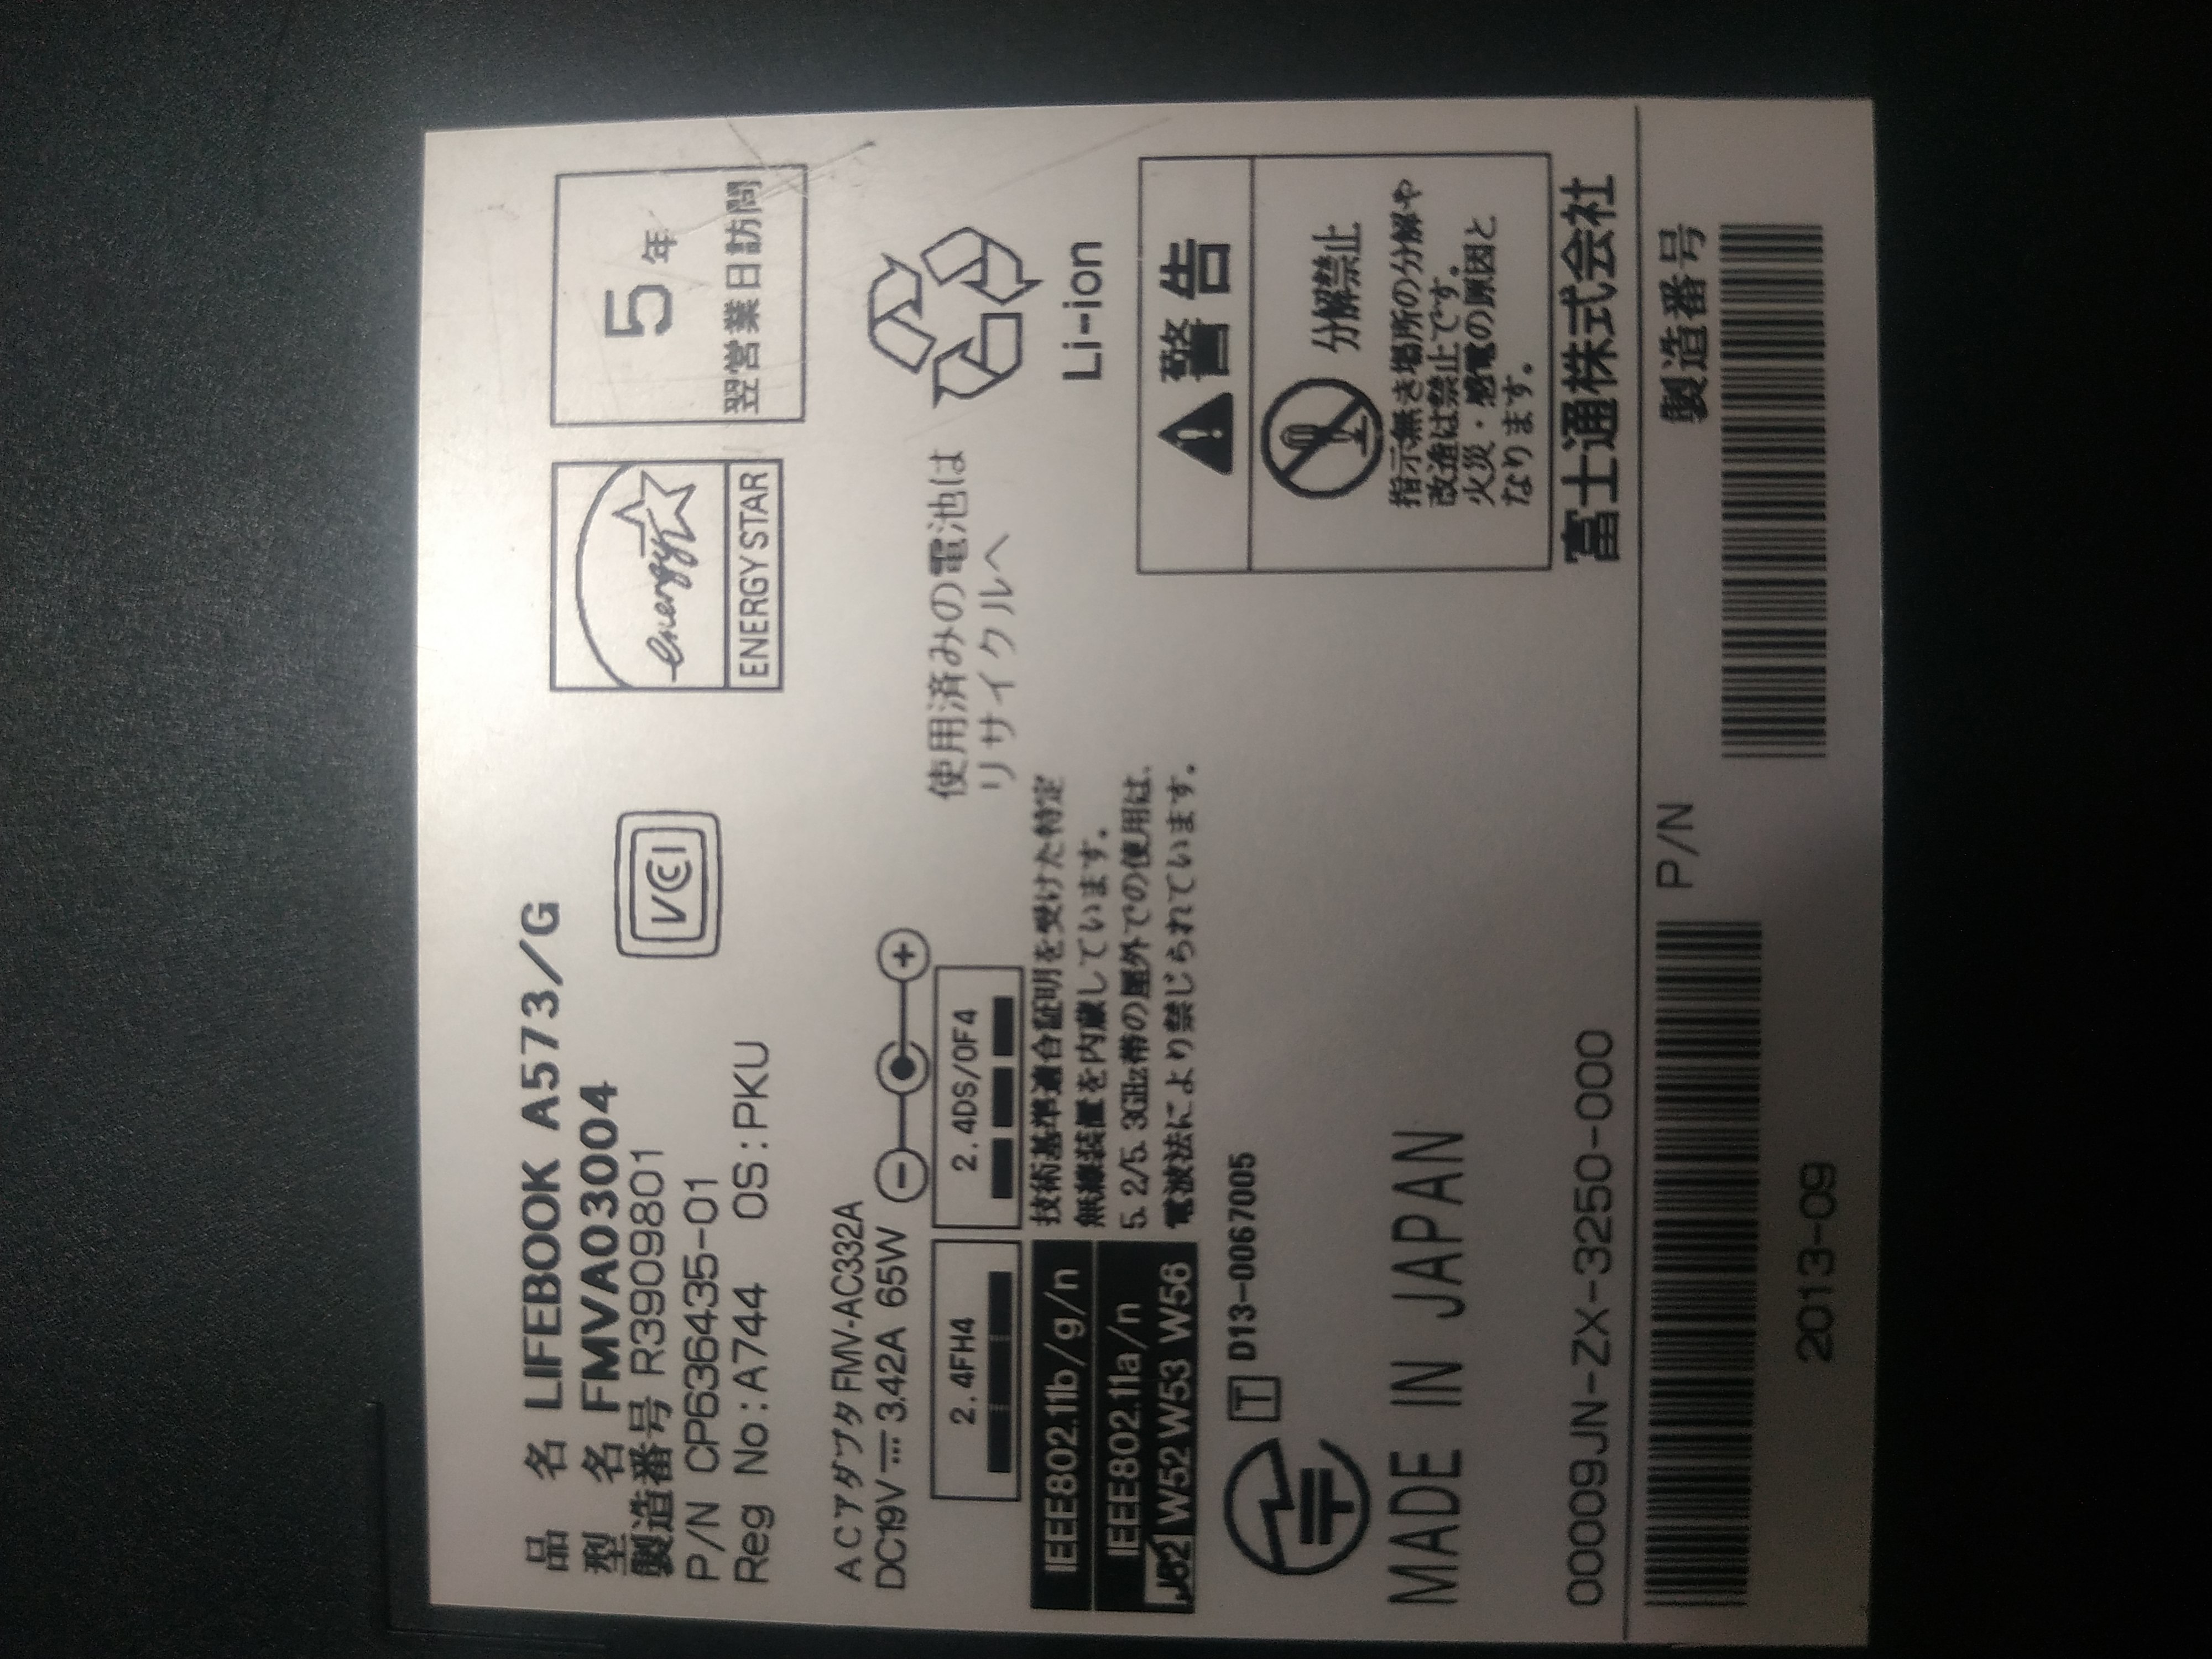 品 名 LIFEBOOK A573/G
型 名 FMVA03004
製造番号 R3909801
P/N CP636435-01
Reg No:A744 OS:PKU
VCCI
energy
ENERGY STAR
5年
翌営業日訪問
ACアダプタ FMV-AC332A
DC19V 3.42A 65W
2.4FH4
2.4DS/OF4
使用済みの電池は
リサイクルへ
Li-ion
IEEE802.11b/g/n
IEEE802.11a/n
J52 W52 W53 W56
技術基準適合証明を受けた特定
無線装置を内蔵しています。
5.2/5.3GHz帯の屋外での使用は、
電波法により禁じられています。
T D13-0067005
警告
分解禁止
指示無き場所の分解や
改造は禁止です。
火災・感電の原因と
なります。
MADE IN JAPAN
00009JN-ZX-3250-000
富士通株式会社
P/N
製造番号
2013-09